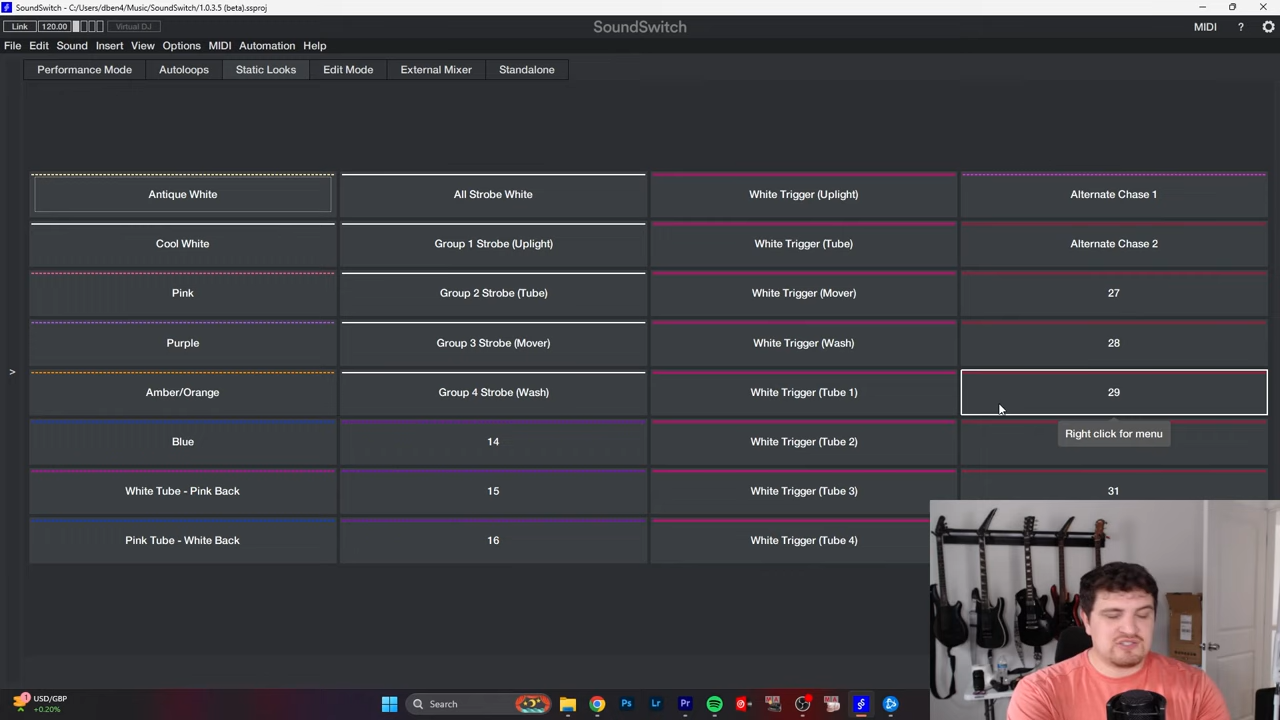 SoundSwitch - C:/Users/dben4/Music/SoundSwitch/1.0.3.5 (beta).ssproj
Link 120.00 Virtual DJ SoundSwitch MIDI ?
File Edit Sound Insert View Options MIDI Automation Help
Performance Mode Autoloops Static Looks Edit Mode External Mixer Standalone
Antique White All Strobe White White Trigger (Uplight) Alternate Chase 1
Cool White Group 1 Strobe (Uplight) White Trigger (Tube) Alternate Chase 2
Pink Group 2 Strobe (Tube) White Trigger (Mover) 27
Purple Group 3 Strobe (Mover) White Trigger (Wash) 28
> Amber/Orange Group 4 Strobe (Wash) White Trigger (Tube 1) 29
Right click for menu
Blue 14 White Trigger (Tube 2)
White Tube - Pink Back 15 White Trigger (Tube 3) 31
Pink Tube - White Back 16 White Trigger (Tube 4)
USD/GBP
+0.20%
Search Ps Lr Pr